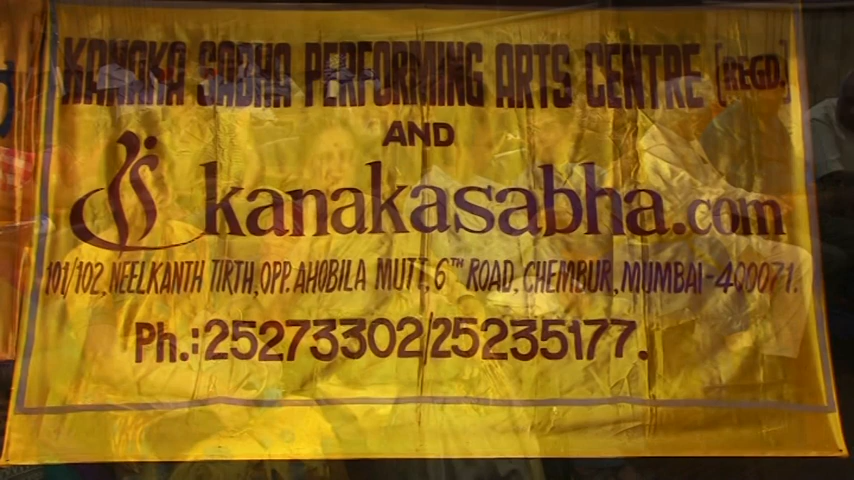 KANAKA SABHA PERFORMING ARTS CENTRE (REGD.)
AND
kanakasabha.com
101/102, NEELKANTH TIRTH, OPP. AHOBILA MUTT, 6TH ROAD, CHEMBUR, MUMBAI-400071.
Ph.: 25273302/25235177.